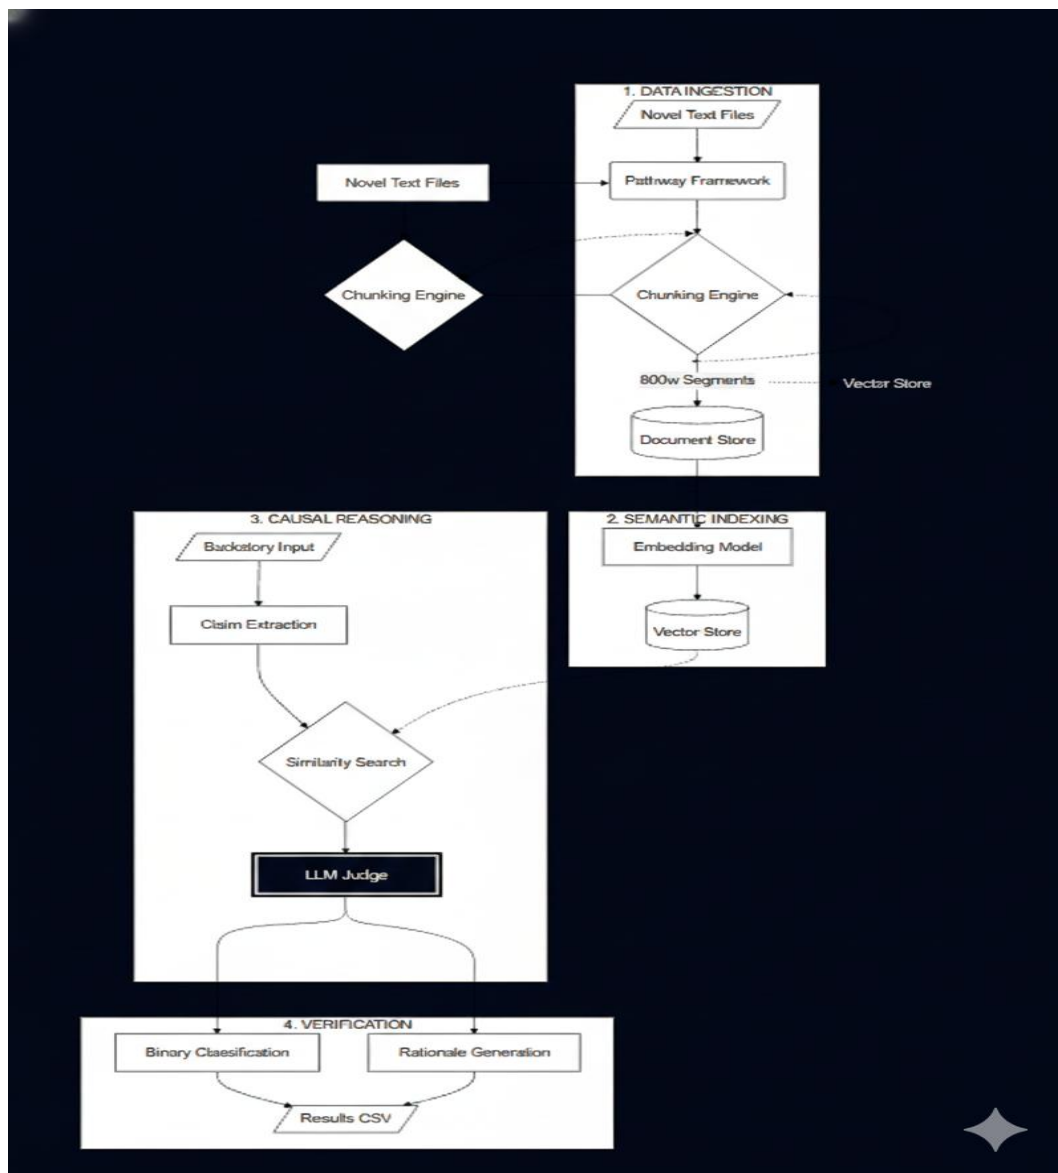 1. DATA INGESTION
Novel Text Files
Novel Text Files
Pathway Framework
Chunking Engine
Chunking Engine
800w Segments
Vector Store
Document Store
3. CAUSAL REASONING
2. SEMANTIC INDEXING
Backstory Input
Embedding Model
Claim Extraction
Vector Store
Similarity Search
LLM Judge
4. VERIFICATION
Binary Classification
Rationale Generation
Results CSV